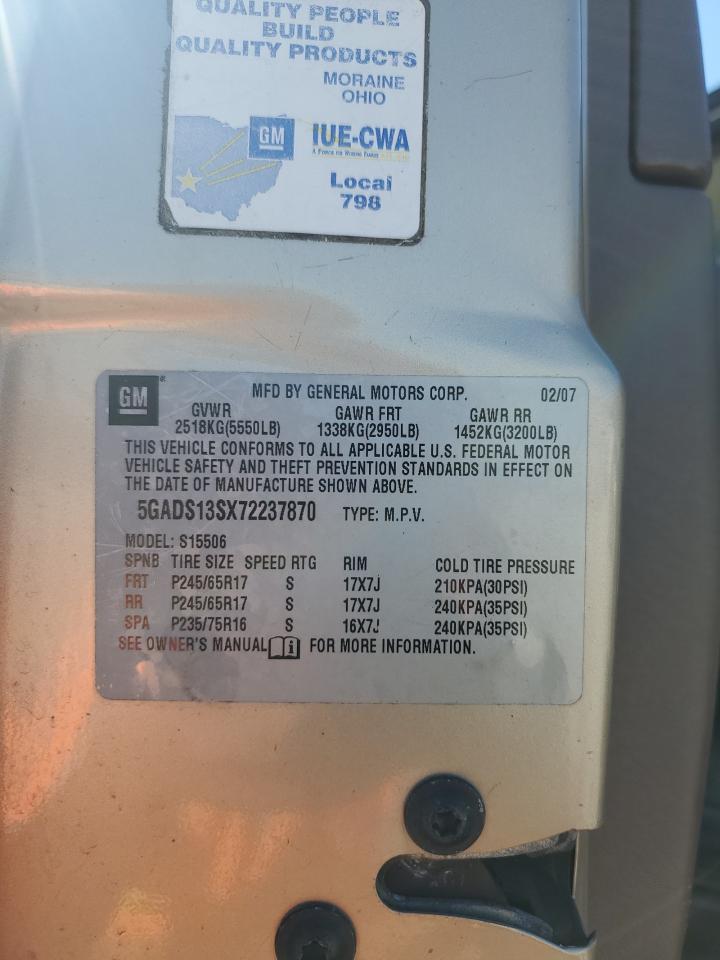 QUALITY PEOPLE
BUILD
QUALITY PRODUCTS
MORAINE
OHIO
GM
IUE-CWA
Local
798
GM
MFD BY GENERAL MOTORS CORP. 02/07
GVWR GAWR FRT GAWR RR
2518KG(5550LB) 1338KG(2950LB) 1452KG(3200LB)
THIS VEHICLE CONFORMS TO ALL APPLICABLE U.S. FEDERAL MOTOR
VEHICLE SAFETY AND THEFT PREVENTION STANDARDS IN EFFECT ON
THE DATE OF MANUFACTURE SHOWN ABOVE.
5GADS13SX72237870 TYPE: M.P.V.
MODEL: S15506
SPNB TIRE SIZE SPEED RTG RIM COLD TIRE PRESSURE
FRT P245/65R17 S 17X7J 210KPA(30PSI)
RR P245/65R17 S 17X7J 240KPA(35PSI)
SPA P235/75R16 S 16X7J 240KPA(35PSI)
SEE OWNER'S MANUAL i FOR MORE INFORMATION.